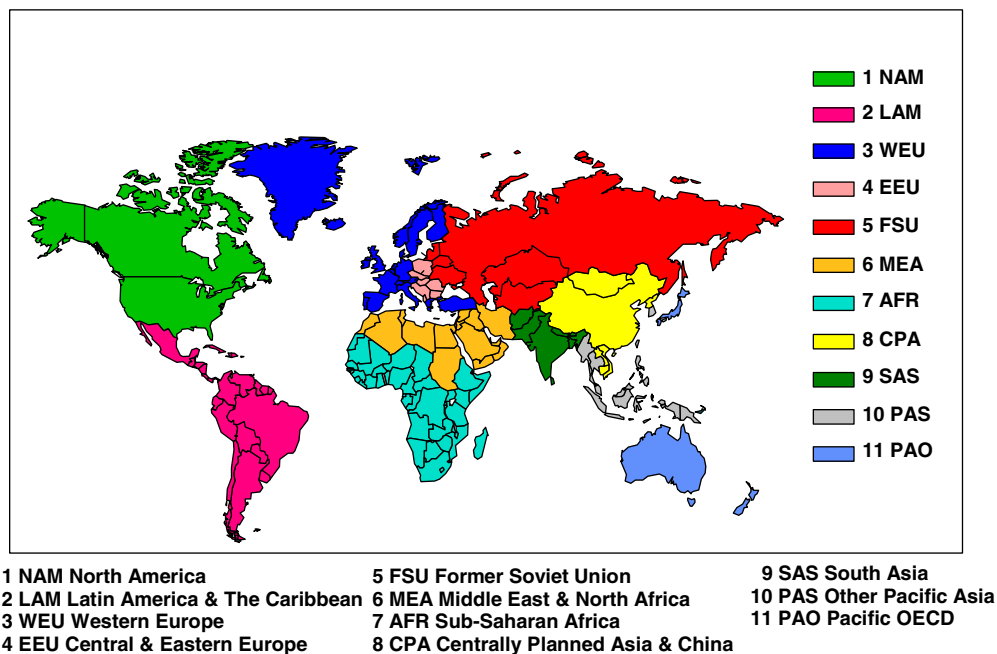 1 NAM
2 LAM
3 WEU
4 EEU
5 FSU
6 MEA
7 AFR
8 CPA
9 SAS
10 PAS
11 PAO
1 NAM North America
2 LAM Latin America & The Caribbean
3 WEU Western Europe
4 EEU Central & Eastern Europe
5 FSU Former Soviet Union
6 MEA Middle East & North Africa
7 AFR Sub-Saharan Africa
8 CPA Centrally Planned Asia & China
9 SAS South Asia
10 PAS Other Pacific Asia
11 PAO Pacific OECD